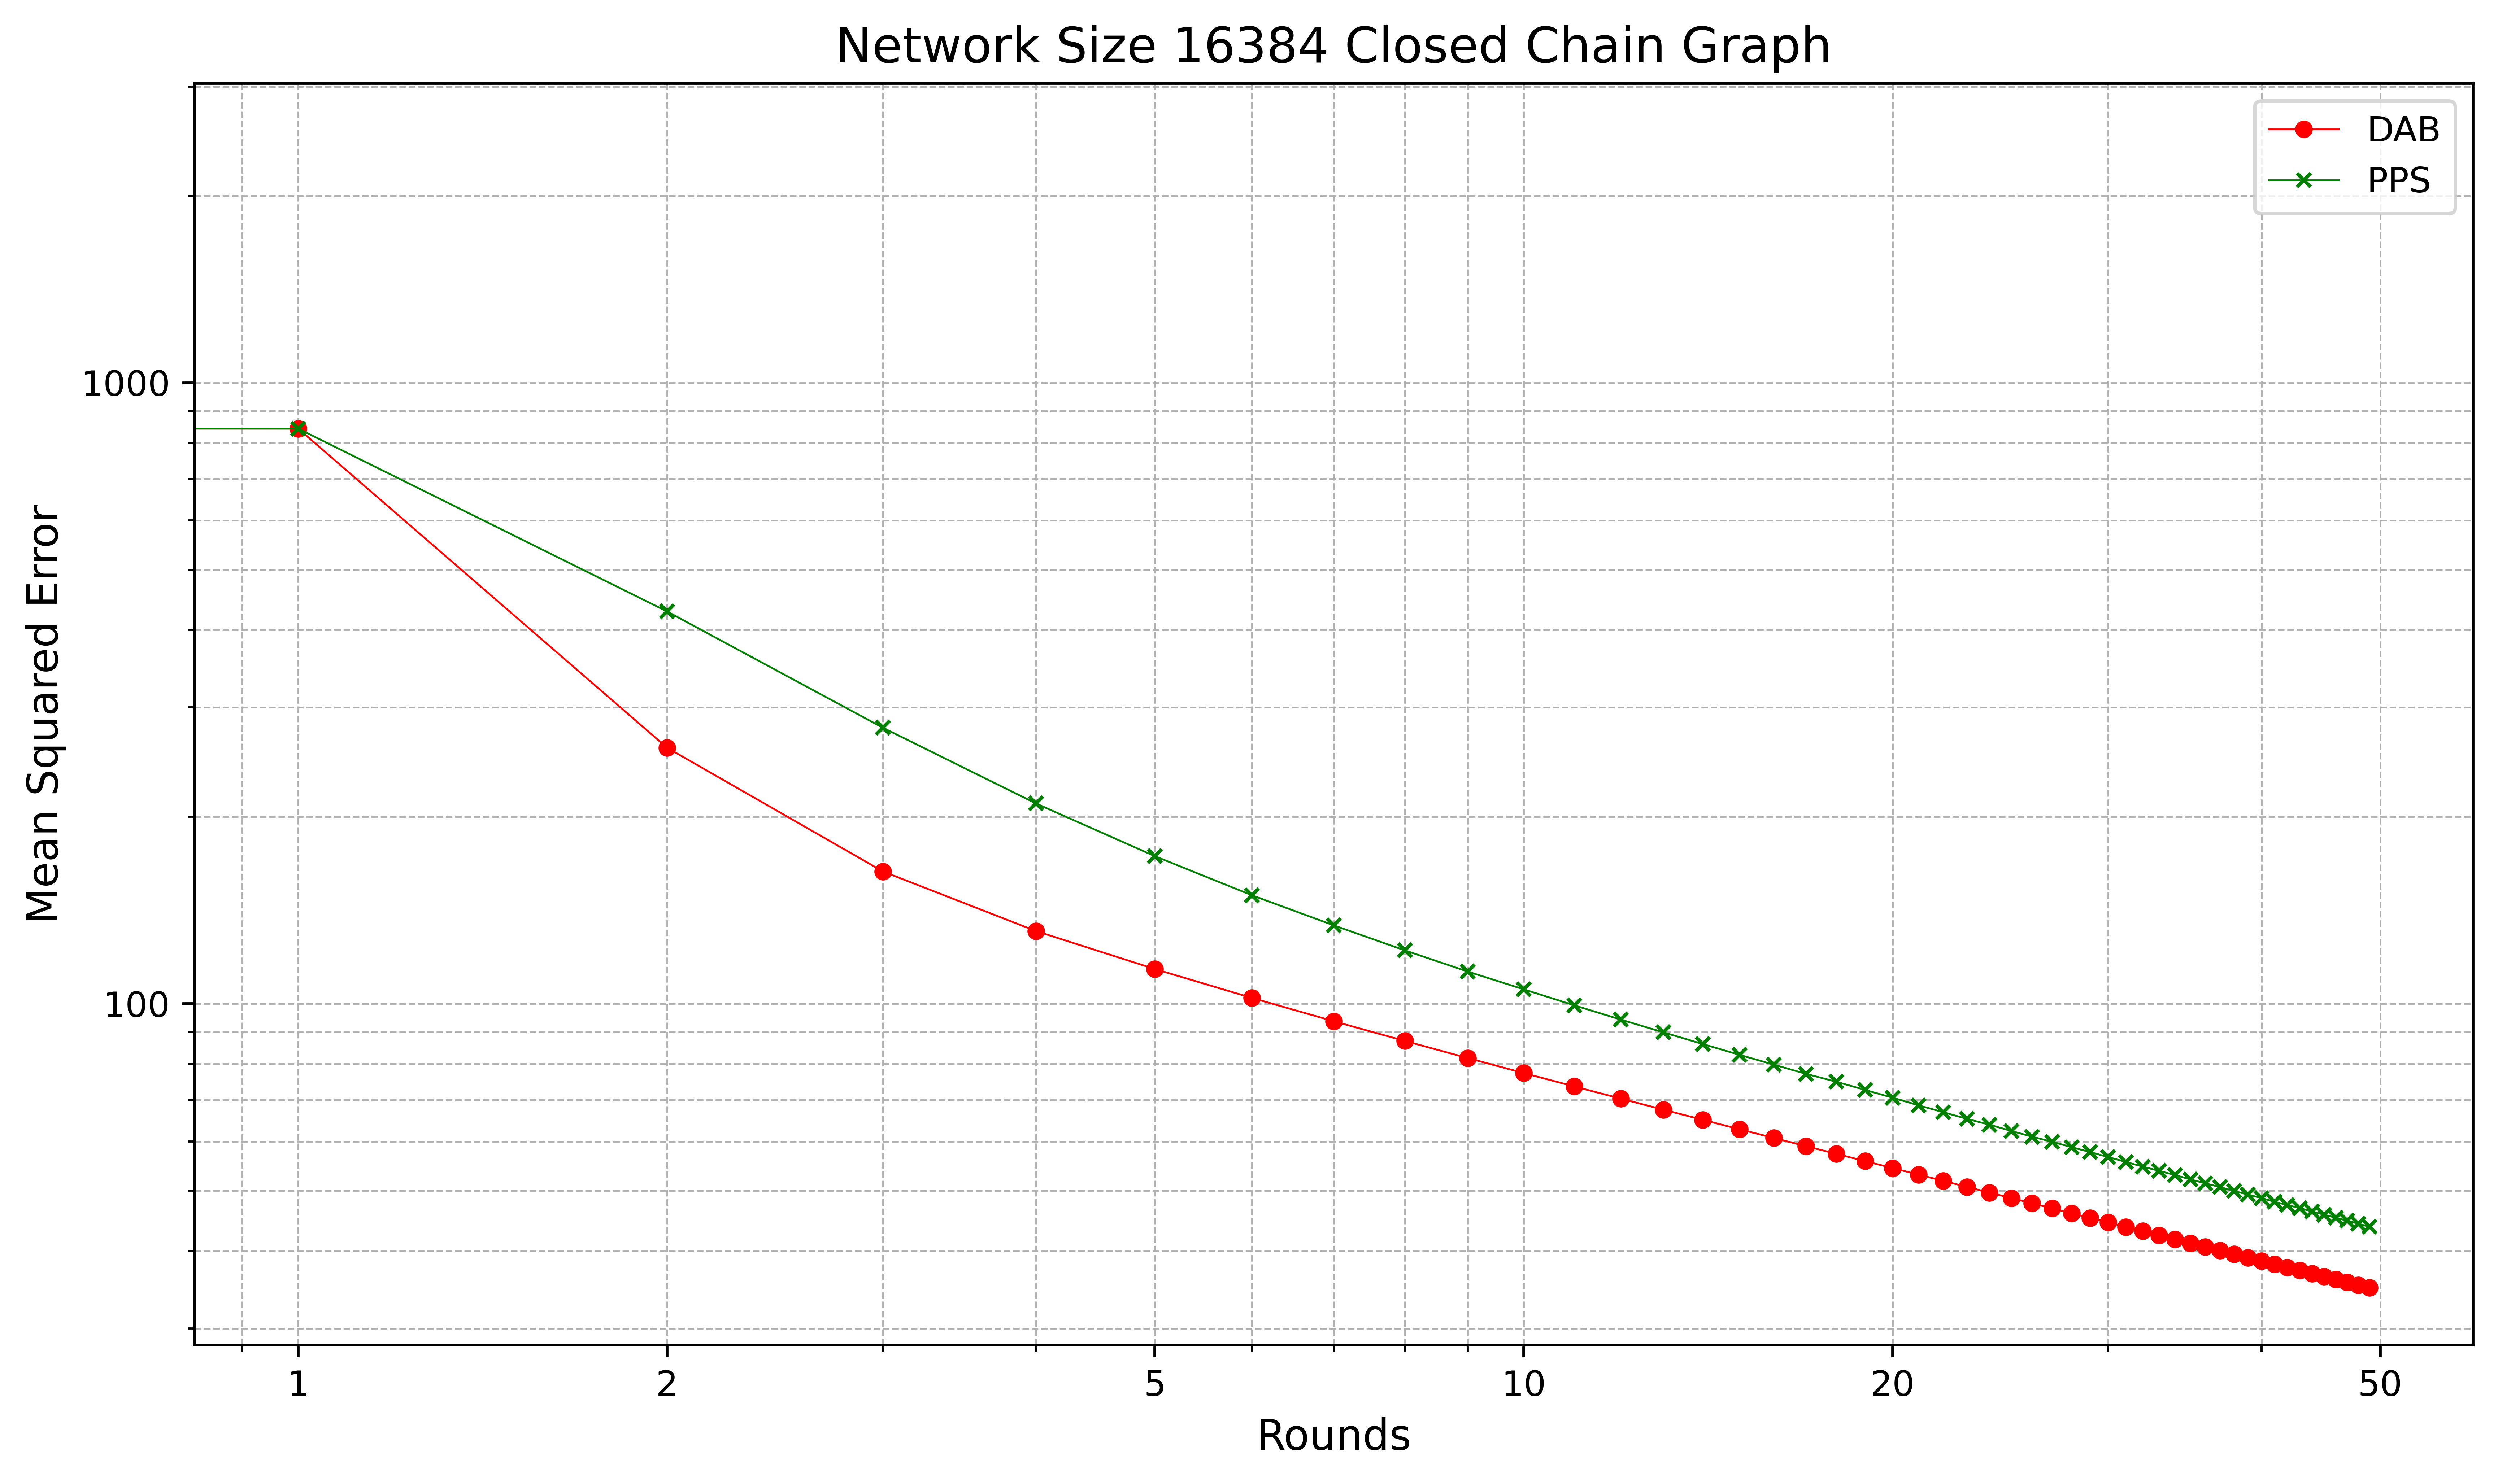 Network Size 16384 Closed Chain Graph
DAB
PPS
1000
100
Mean Squared Error
1 2 5 10 20 50
Rounds